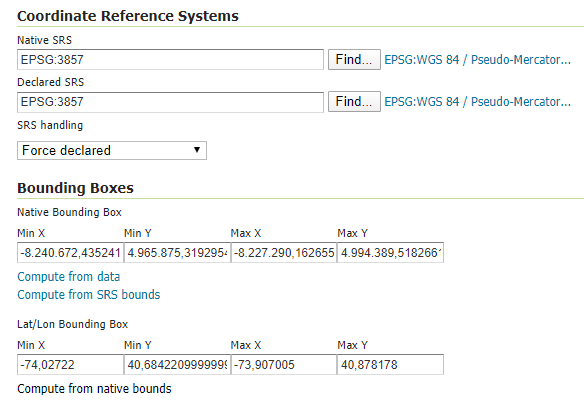 Coordinate Reference Systems
Native SRS
EPSG:3857 Find... EPSG:WGS 84 / Pseudo-Mercator...
Declared SRS
EPSG:3857 Find... EPSG:WGS 84 / Pseudo-Mercator...
SRS handling
Force declared
Bounding Boxes
Native Bounding Box
Min X Min Y Max X Max Y
-8.240.672,435241 4.965.875,3192954 -8.227.290,162655 4.994.389,518266
Compute from data
Compute from SRS bounds
Lat/Lon Bounding Box
Min X Min Y Max X Max Y
-74,02722 40,6842209999999 -73,907005 40,878178
Compute from native bounds